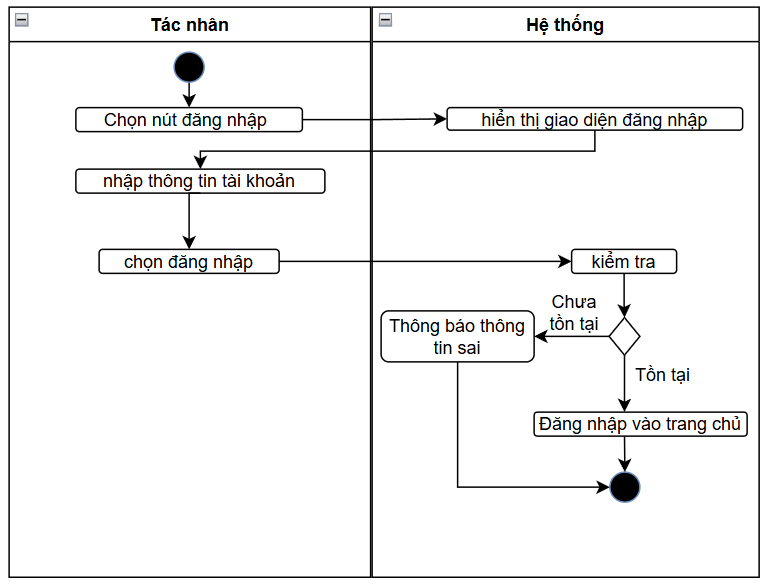 Tác nhân
Hệ thống
Chọn nút đăng nhập
hiển thị giao diện đăng nhập
nhập thông tin tài khoản
chọn đăng nhập
kiểm tra
Chưa
tồn tại
Thông báo thông
tin sai
Tồn tại
Đăng nhập vào trang chủ